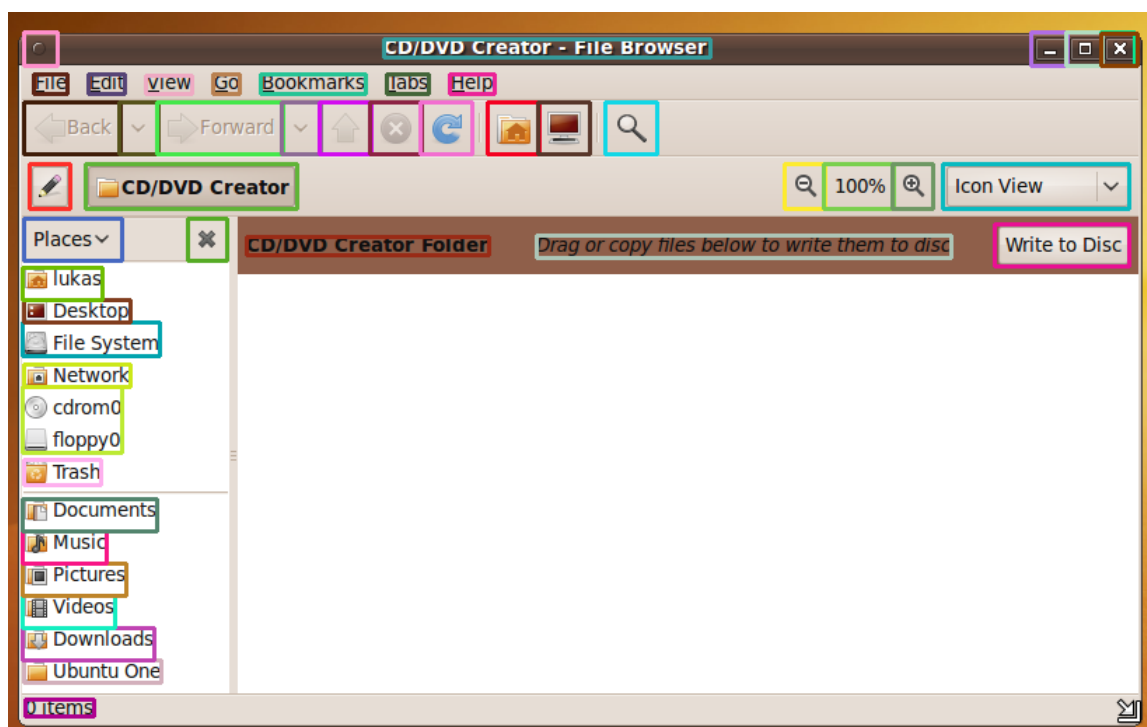 CD/DVD Creator - File Browser
File Edit View Go Bookmarks Tabs Help
Back Forward
CD/DVD Creator 100% Icon View
Places
CD/DVD Creator Folder Drag or copy files below to write them to disc Write to Disc
lukas
Desktop
File System
Network
cdrom0
floppy0
Trash
Documents
Music
Pictures
Videos
Downloads
Ubuntu One
0 items